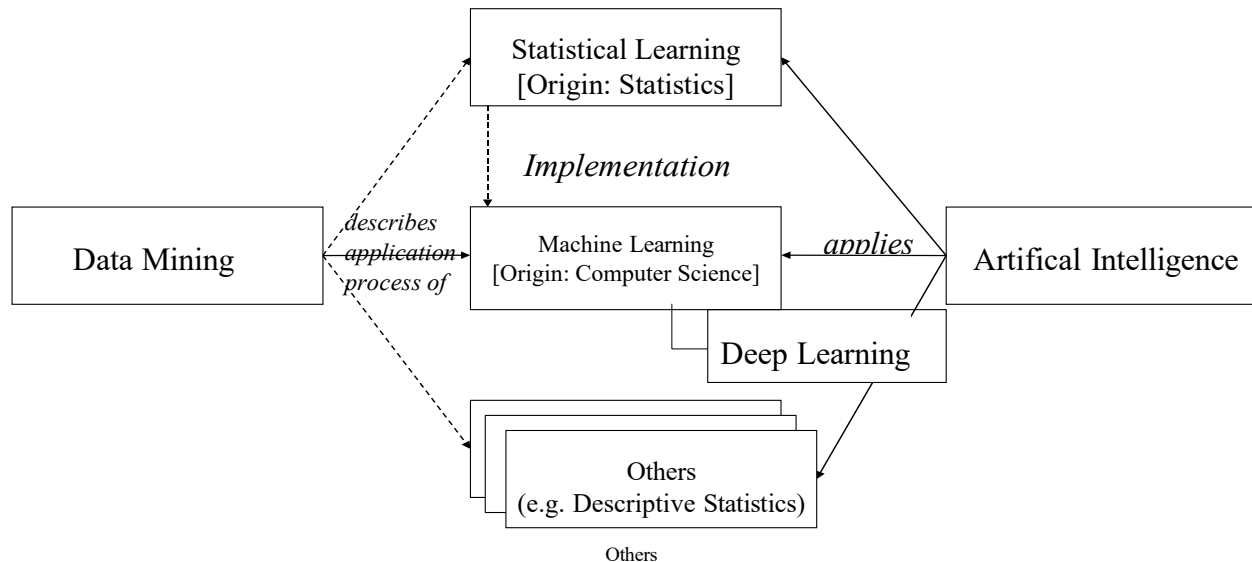 Statistical Learning
[Origin: Statistics]
Implementation
Data Mining
describes
application
process of
Machine Learning
[Origin: Computer Science]
applies
Artifical Intelligence
Deep Learning
Others
(e.g. Descriptive Statistics)
Others